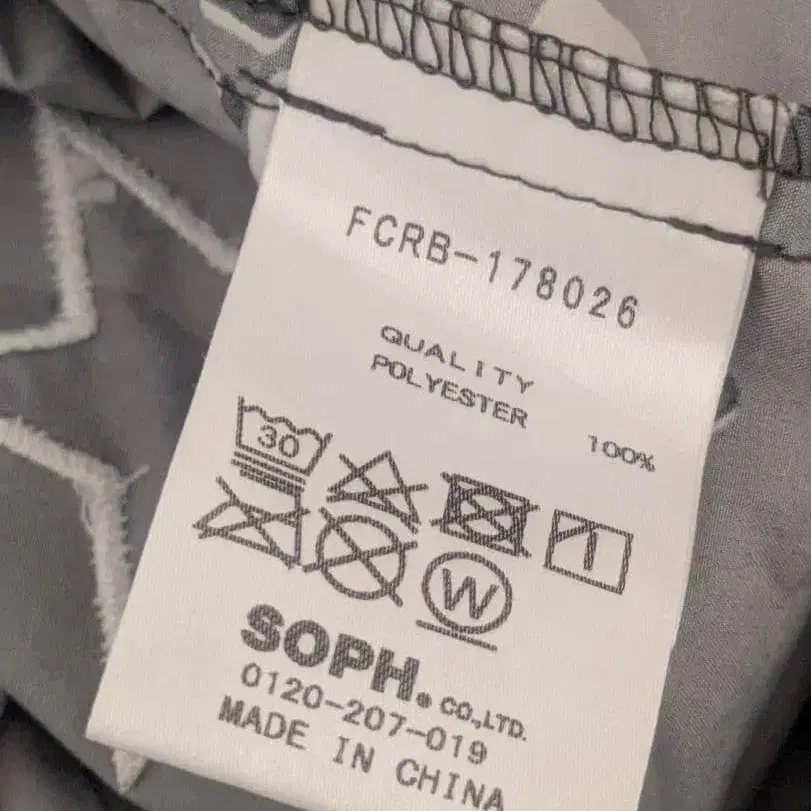 FCRB-178026
QUALITY
POLYESTER 100%
30
W
SOPH. CO.,LTD.
0120-207-019
MADE IN CHINA